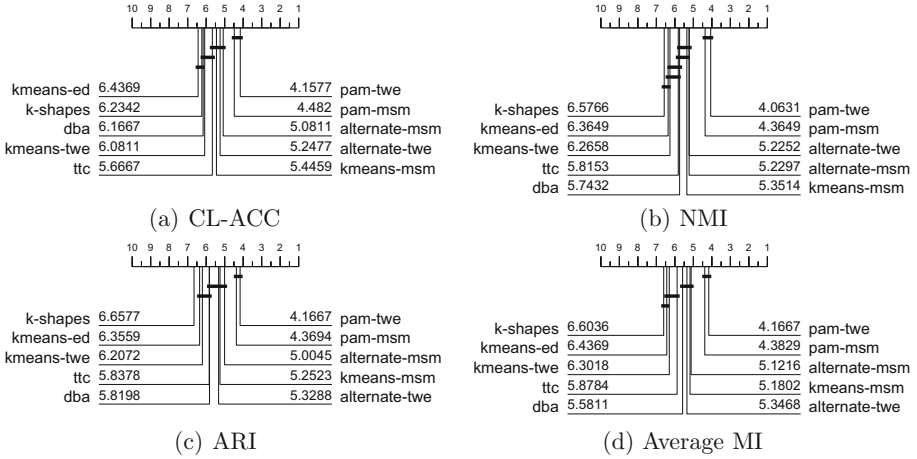 10 9 8 7 6 5 4 3 2 1
kmeans-ed 6.4369 4.1577 pam-twe
k-shapes 6.2342 4.482 pam-msm
dba 6.1667 5.0811 alternate-msm
kmeans-twe 6.0811 5.2477 alternate-twe
ttc 5.6667 5.4459 kmeans-msm
(a) CL-ACC
10 9 8 7 6 5 4 3 2 1
k-shapes 6.5766 4.0631 pam-twe
kmeans-ed 6.3649 4.3649 pam-msm
kmeans-twe 6.2658 5.2252 alternate-twe
ttc 5.8153 5.2297 alternate-msm
dba 5.7432 5.3514 kmeans-msm
(b) NMI
10 9 8 7 6 5 4 3 2 1
k-shapes 6.6577 4.1667 pam-twe
kmeans-ed 6.3559 4.3694 pam-msm
kmeans-twe 6.2072 5.0045 alternate-msm
ttc 5.8378 5.2523 kmeans-msm
dba 5.8198 5.3288 alternate-twe
(c) ARI
10 9 8 7 6 5 4 3 2 1
k-shapes 6.6036 4.1667 pam-twe
kmeans-ed 6.4369 4.3829 pam-msm
kmeans-twe 6.3018 5.1216 alternate-msm
ttc 5.8784 5.1802 kmeans-msm
dba 5.5811 5.3468 alternate-twe
(d) Average MI